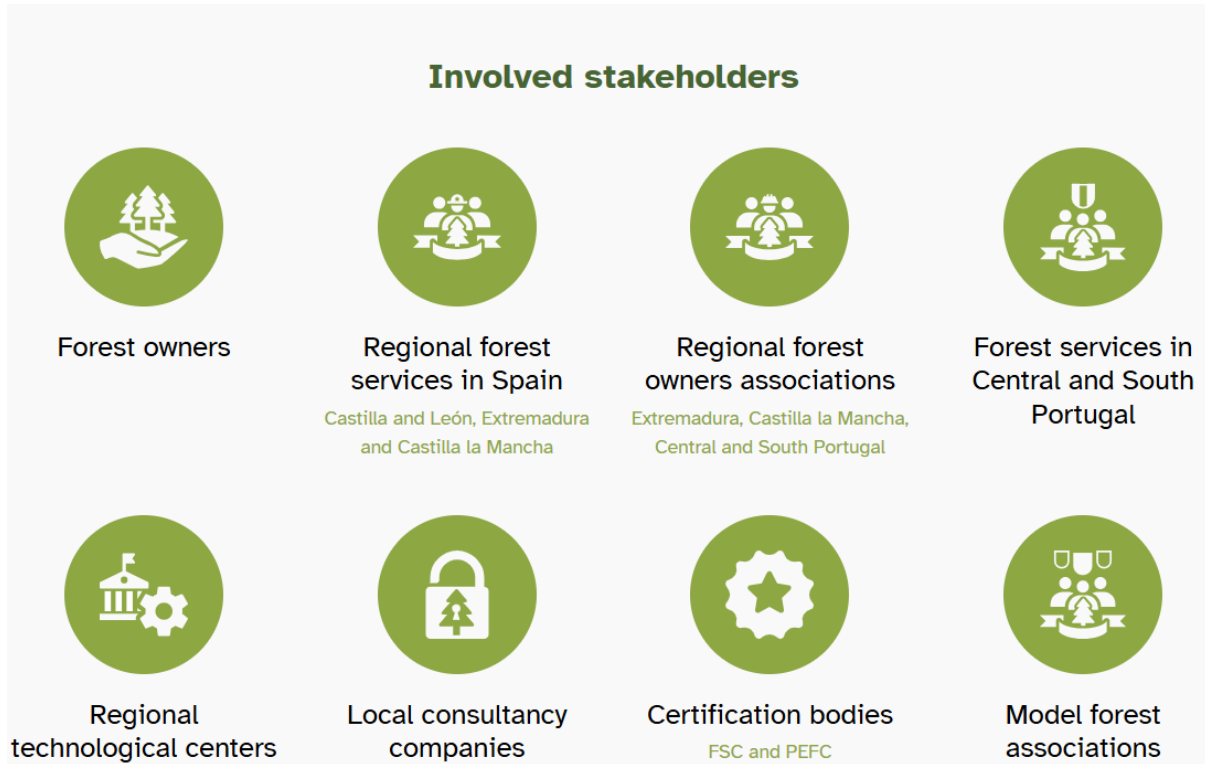 Involved stakeholders
Forest owners
Regional forest
services in Spain
Castilla and León, Extremadura
and Castilla la Mancha
Regional forest
owners associations
Extremadura, Castilla la Mancha,
Central and South Portugal
Forest services in
Central and South
Portugal
Regional
technological centers
Local consultancy
companies
Certification bodies
FSC and PEFC
Model forest
associations